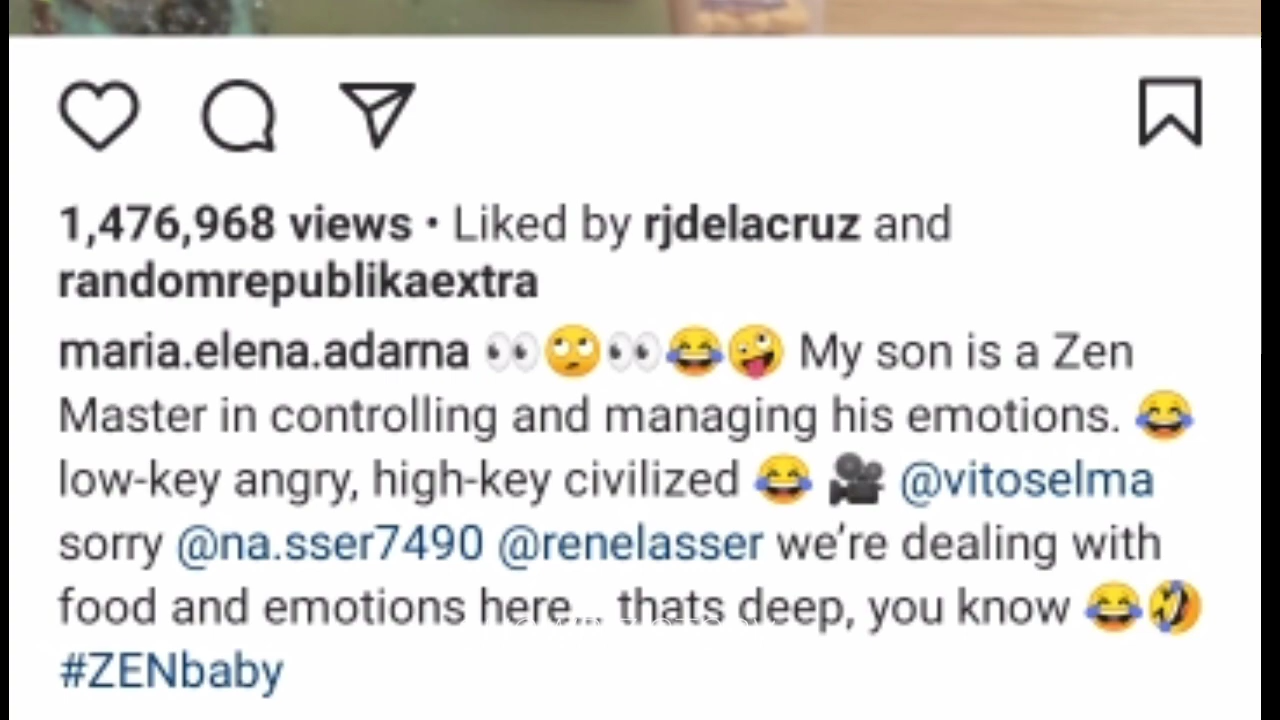 1,476,968 views • Liked by rjdelacruz and
randomrepublikaextra
maria.elena.adarna 👀🙄👀😂🤪 My son is a Zen
Master in controlling and managing his emotions. 😂
low-key angry, high-key civilized 😂 🎥 @vitoselma
sorry @na.sser7490 @renelasser we’re dealing with
food and emotions here... thats deep, you know 😂🤣
#ZENbaby